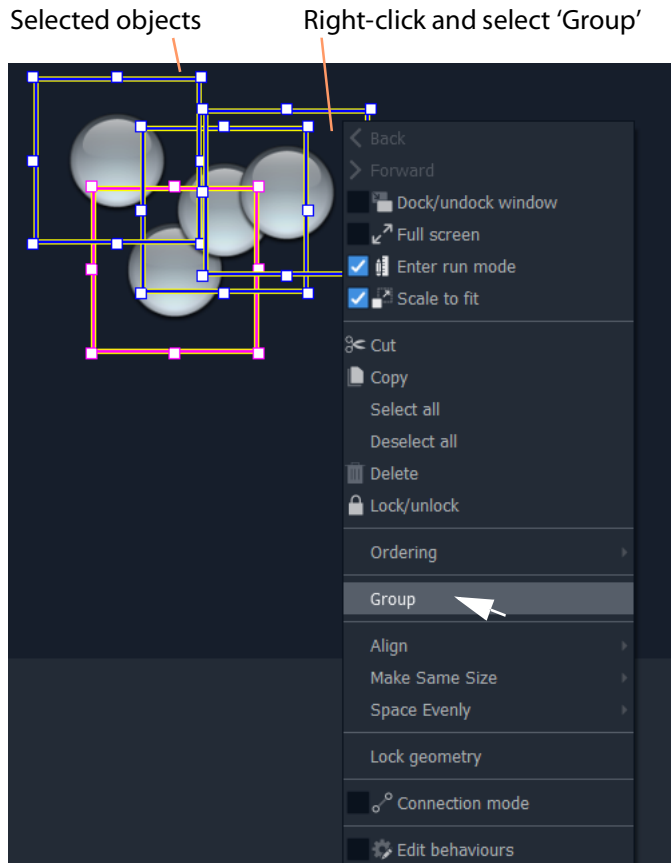 Selected objects
Right-click and select ‘Group’
Back
Forward
Dock/undock window
Full screen
Enter run mode
Scale to fit
Cut
Copy
Select all
Deselect all
Delete
Lock/unlock
Ordering
Group
Align
Make Same Size
Space Evenly
Lock geometry
Connection mode
Edit behaviours